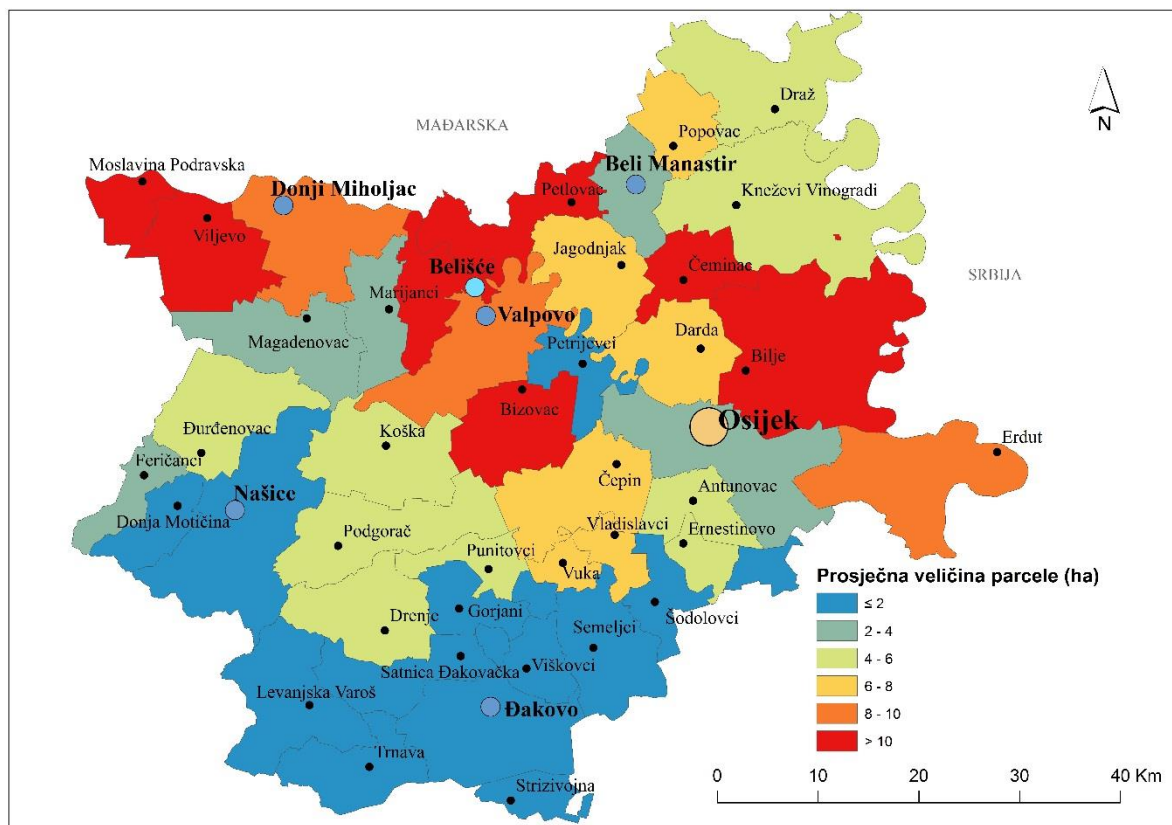 Draž
MAĐARSKA
Popovac
N
Moslavina Podravska
Beli Manastir
Donji Miholjac
Petlovac
Kneževi Vinogradi
Viljevo
Jagodnjak
Čeminac
SRBIJA
Belišće
Marijanci
Valpovo
Darda
Magadenovac
Petrijevci
Bilje
Bizovac
Osijek
Đurđenovac
Koška
Erdut
Feričanci
Čepin
Antunovac
Našice
Donja Motičina
Vladislavci
Ernestinovo
Podgorač
Punitovci
Vuka
Prosječna veličina parcele (ha)
≤ 2
2 - 4
4 - 6
6 - 8
8 - 10
> 10
Gorjani
Drenje
Semeljci
Šodolovci
Satnica Đakovačka
Viškovci
Levanjska Varoš
Đakovo
Trnava
Strizivojna
0 10 20 30 40 Km